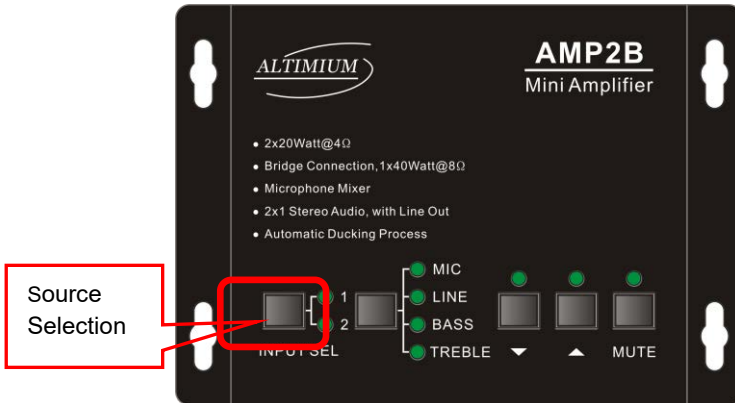 ALTIMIUM
AMP2B
Mini Amplifier
• 2x20Watt@4Ω
• Bridge Connection,1x40Watt@8Ω
• Microphone Mixer
• 2x1 Stereo Audio, with Line Out
• Automatic Ducking Process
Source
Selection
1
2
INPUT SEL
MIC
LINE
BASS
TREBLE
MUTE